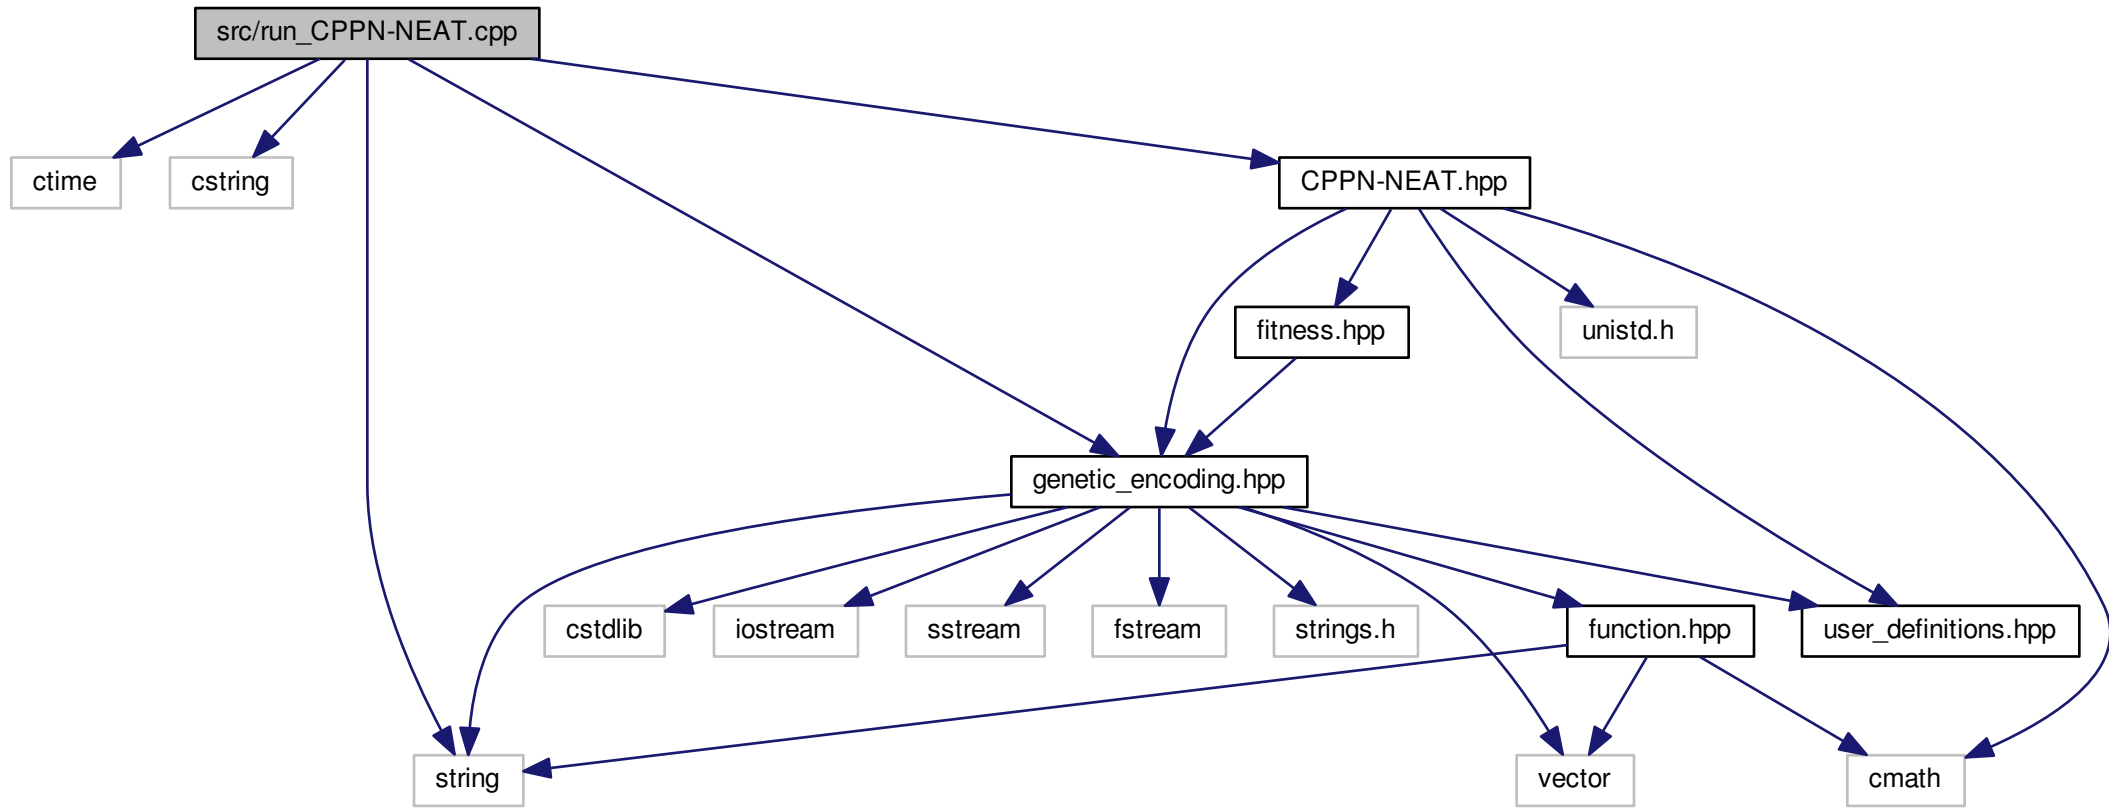 src/run_CPPN-NEAT.cpp
ctime
cstring
CPPN-NEAT.hpp
fitness.hpp
unistd.h
genetic_encoding.hpp
cstdlib
iostream
sstream
fstream
strings.h
function.hpp
user_definitions.hpp
string
vector
cmath